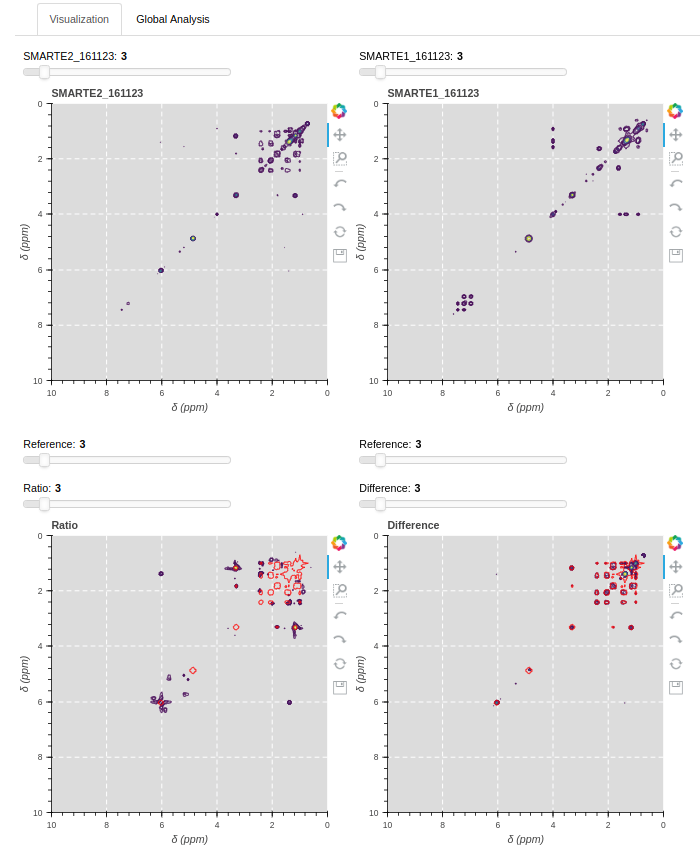 Visualization Global Analysis
SMARTE2_161123: 3 SMARTE1_161123: 3
SMARTE2_161123 SMARTE1_161123
0 0
2 2
4 4
δ (ppm) δ (ppm)
6 6
8 8
10 10
10 8 6 4 2 0 10 8 6 4 2 0
δ (ppm) δ (ppm)
Reference: 3 Reference: 3
Ratio: 3 Difference: 3
Ratio Difference
0 0
2 2
4 4
δ (ppm) δ (ppm)
6 6
8 8
10 10
10 8 6 4 2 0 10 8 6 4 2 0
δ (ppm) δ (ppm)